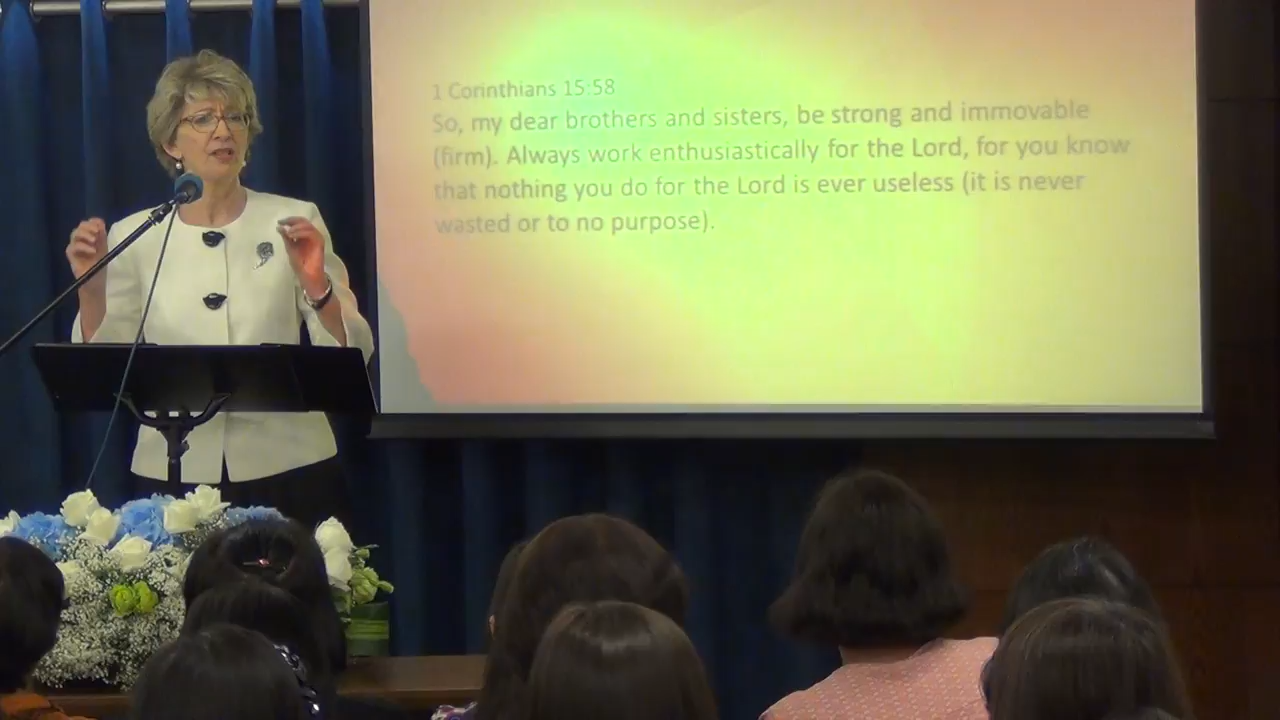 1 Corinthians 15:58
So, my dear brothers and sisters, be strong and immovable
(firm). Always work enthusiastically for the Lord, for you know
that nothing you do for the Lord is ever useless (it is never
wasted or to no purpose).